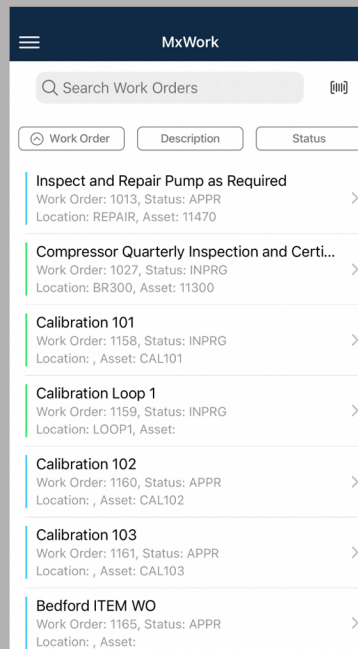 MxWork
Search Work Orders
Work Order Description Status
Inspect and Repair Pump as Required
Work Order: 1013, Status: APPR
Location: REPAIR, Asset: 11470
Compressor Quarterly Inspection and Certi...
Work Order: 1027, Status: INPRG
Location: BR300, Asset: 11300
Calibration 101
Work Order: 1158, Status: INPRG
Location: , Asset: CAL101
Calibration Loop 1
Work Order: 1159, Status: INPRG
Location: LOOP1, Asset:
Calibration 102
Work Order: 1160, Status: APPR
Location: , Asset: CAL102
Calibration 103
Work Order: 1161, Status: APPR
Location: , Asset: CAL103
Bedford ITEM WO
Work Order: 1165, Status: APPR
Location: , Asset: